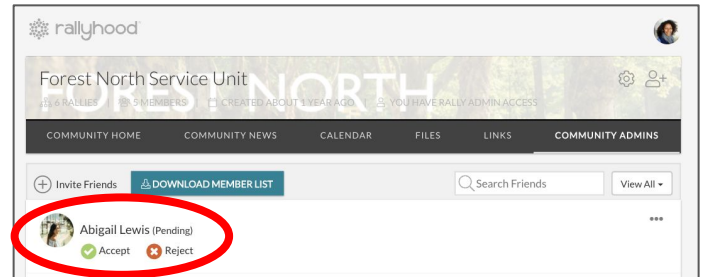 rallyhood
FOREST NORTH
Forest North Service Unit
6 RALLIES | 5 MEMBERS | CREATED ABOUT 1 YEAR AGO | YOU HAVE RALLY ADMIN ACCESS
COMMUNITY HOME COMMUNITY NEWS CALENDAR FILES LINKS COMMUNITY ADMINS
Invite Friends DOWNLOAD MEMBER LIST Search Friends View All
Abigail Lewis (Pending)
Accept Reject